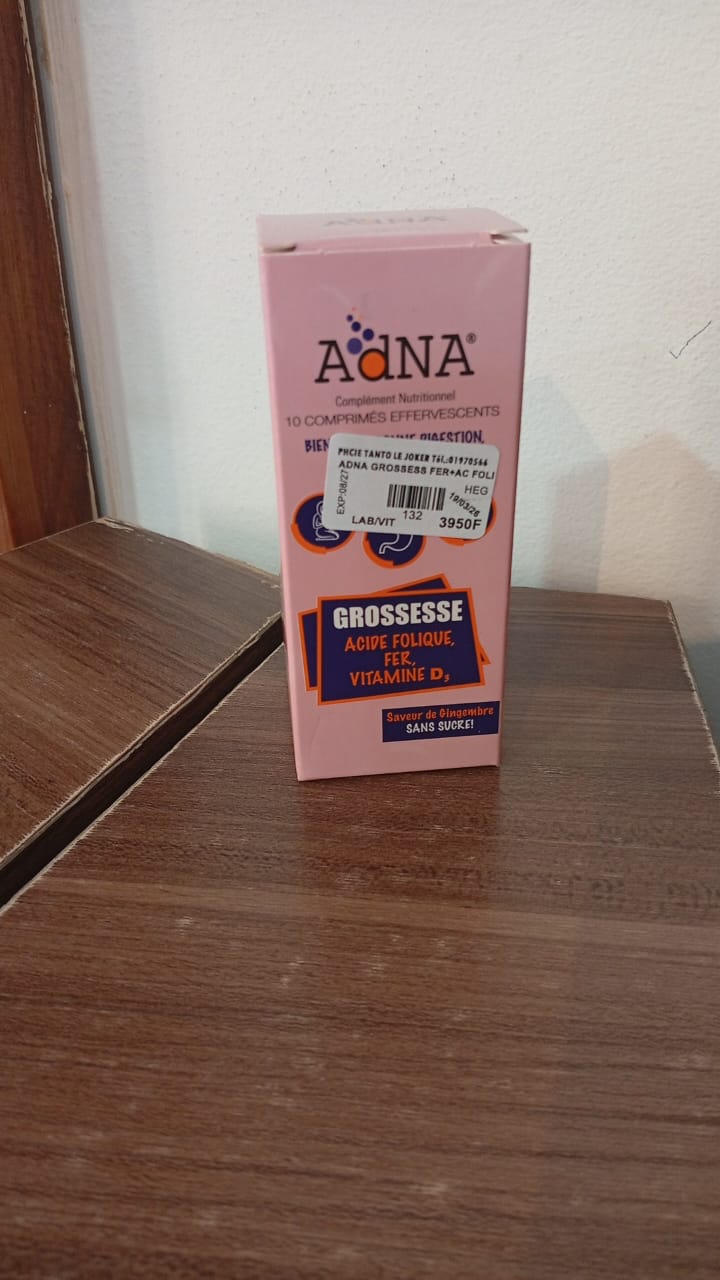 AdNA®
Complément Nutritionnel
10 COMPRIMÉS EFFERVESCENTS
DIGESTION,
PHCIE TANTO LE JOKER Tél.:01970566
ADNA GROSSESS FER+AC FOLI
EXP:08/27
HEG
19/03/26
LAB/VIT 132 3950F
GROSSESSE
ACIDE FOLIQUE,
FER,
VITAMINE D3
Saveur de Gingembre
SANS SUCRE!